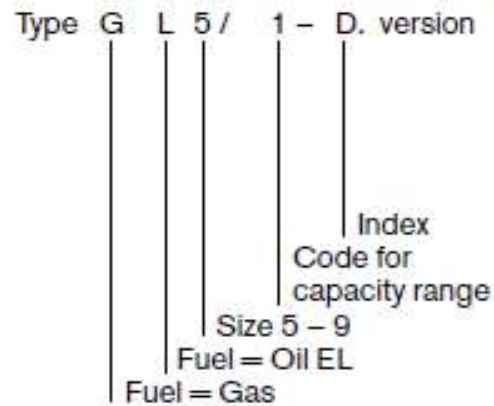 Type G L 5 / 1 – D. version
Index
Code for
capacity range
Size 5 – 9
Fuel = Oil EL
Fuel = Gas